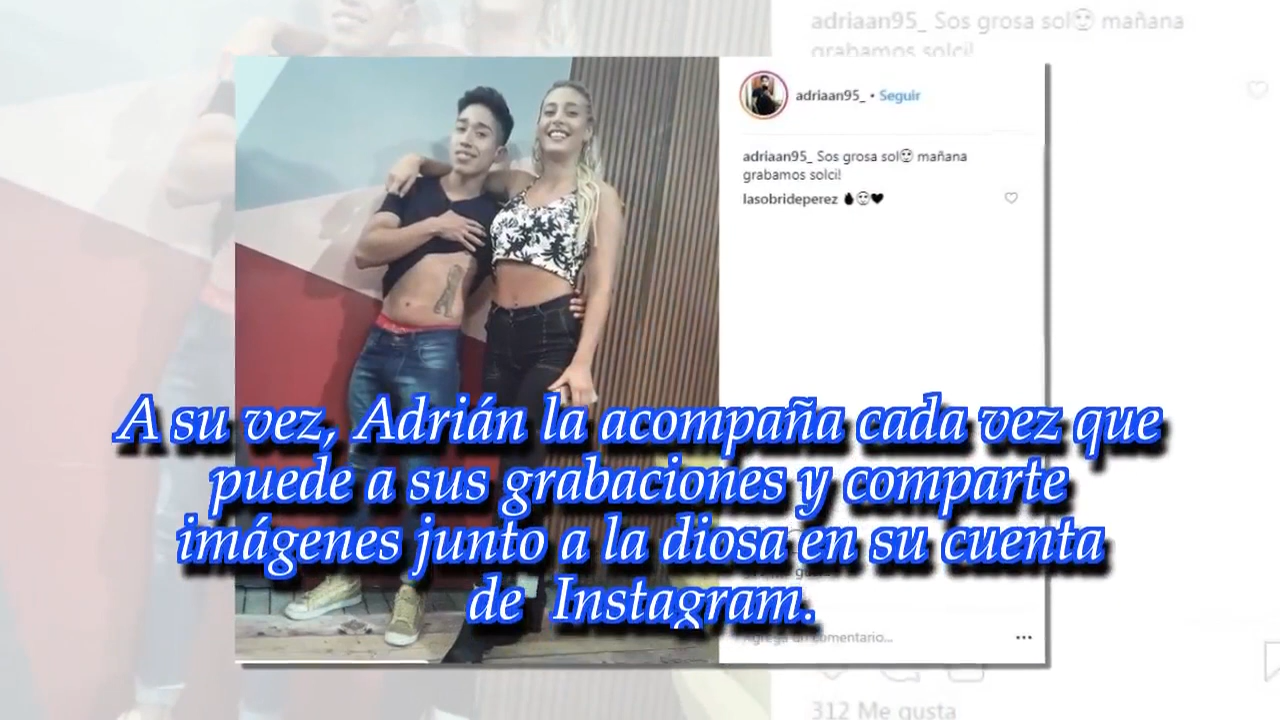 adriaan95_ Sos grosa sol mañana
grabamos solci!
adriaan95_ • Seguir
adriaan95_ Sos grosa sol mañana
grabamos solci!
lasobrideperez
A su vez, Adrián la acompaña cada vez que
puede a sus grabaciones y comparte
imágenes junto a la diosa en su cuenta
de Instagram.
Agrega un comentario...
312 Me gusta